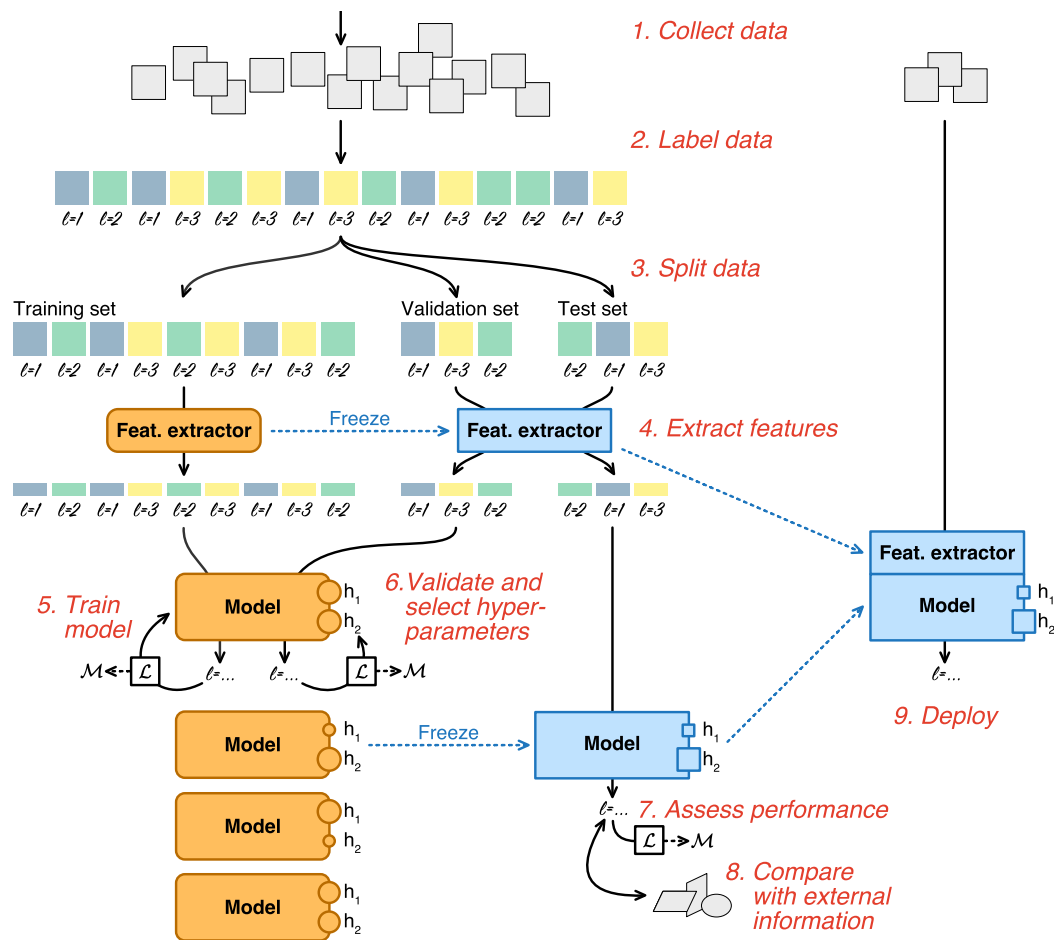 1. Collect data
2. Label data
ℓ=1 ℓ=2 ℓ=1 ℓ=3 ℓ=2 ℓ=3 ℓ=1 ℓ=3 ℓ=2 ℓ=1 ℓ=3 ℓ=2 ℓ=2 ℓ=1 ℓ=3
3. Split data
Training set Validation set Test set
ℓ=1 ℓ=2 ℓ=1 ℓ=3 ℓ=2 ℓ=3 ℓ=1 ℓ=3 ℓ=2 ℓ=1 ℓ=3 ℓ=2 ℓ=2 ℓ=1 ℓ=3
Feat. extractor Freeze Feat. extractor
4. Extract features
ℓ=1 ℓ=2 ℓ=1 ℓ=3 ℓ=2 ℓ=3 ℓ=1 ℓ=3 ℓ=2 ℓ=1 ℓ=3 ℓ=2 ℓ=2 ℓ=1 ℓ=3
5. Train
model
Model h₁
h₂
6. Validate and
select hyper-
parameters
ℳ ℒ ℓ=... ℓ=... ℒ ℳ
Feat. extractor
Model h₁
h₂
ℓ=...
9. Deploy
Model h₁
h₂
Freeze
Model h₁
h₂
ℓ=...
7. Assess performance
ℒ ℳ
Model h₁
h₂
8. Compare
with external
information
Model h₁
h₂